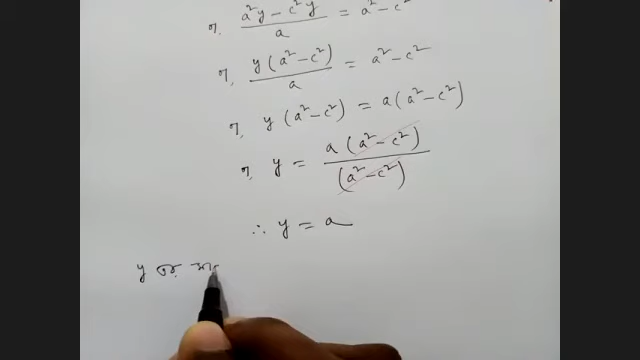 বা, (a²y - c²y)/a = a² - c²
বা, y(a² - c²)/a = a² - c²
বা, y(a² - c²) = a(a² - c²)
বা, y = a(a² - c²)/(a² - c²)
∴ y = a
y এর